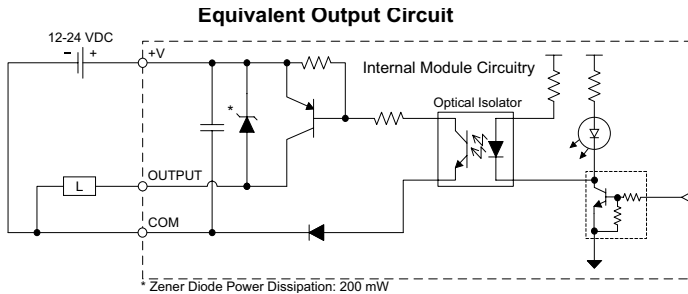 Equivalent Output Circuit
12-24 VDC
− +
+V
Internal Module Circuitry
Optical Isolator
*
L
OUTPUT
COM
* Zener Diode Power Dissipation: 200 mW